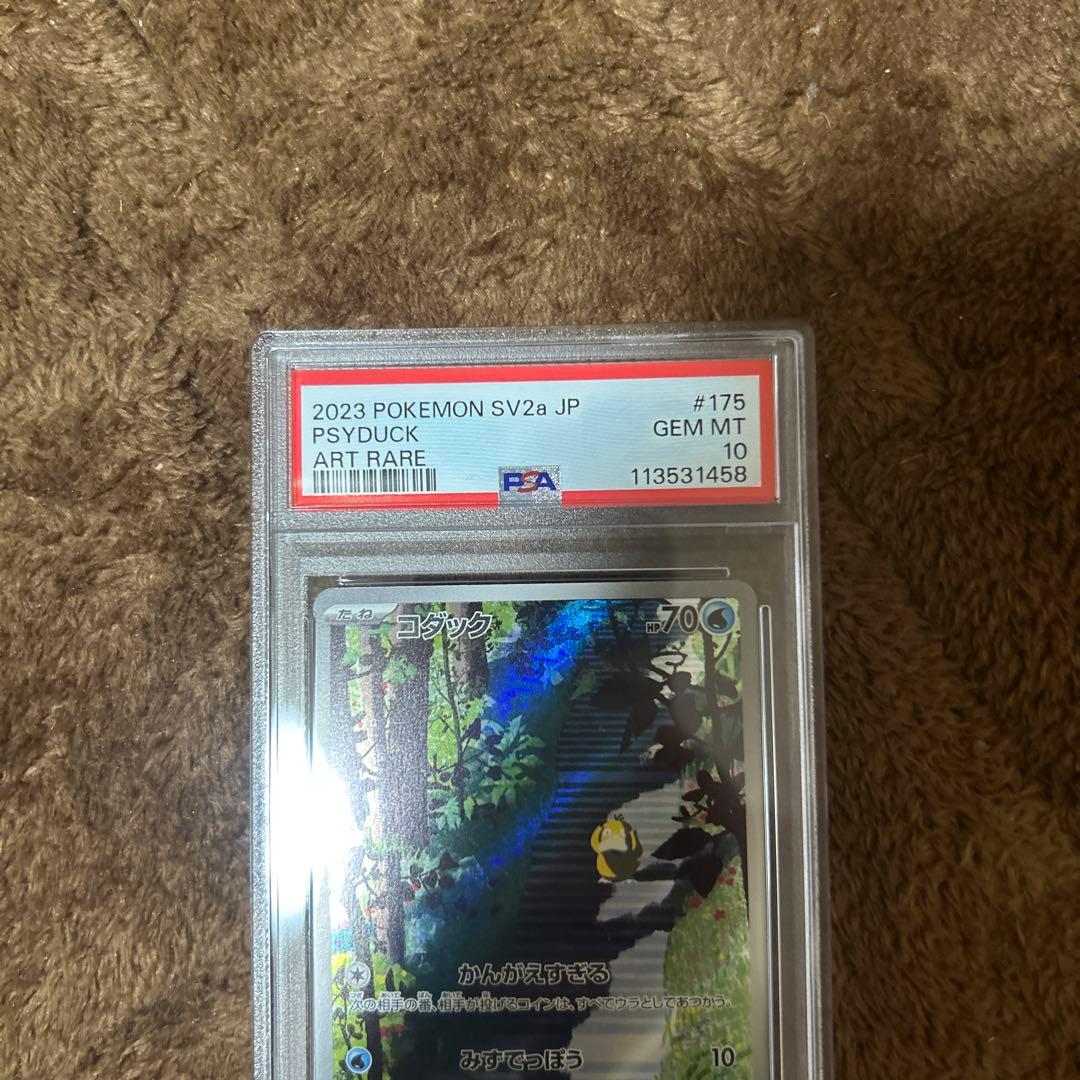 2023 POKEMON SV2a JP #175
PSYDUCK GEM MT
ART RARE 10
PSA 113531458
たね コダック HP70
かんがえすぎる
次の相手の番、相手が投げるコインは、すべてウラとしてあつかう。
みずでっぽう 10